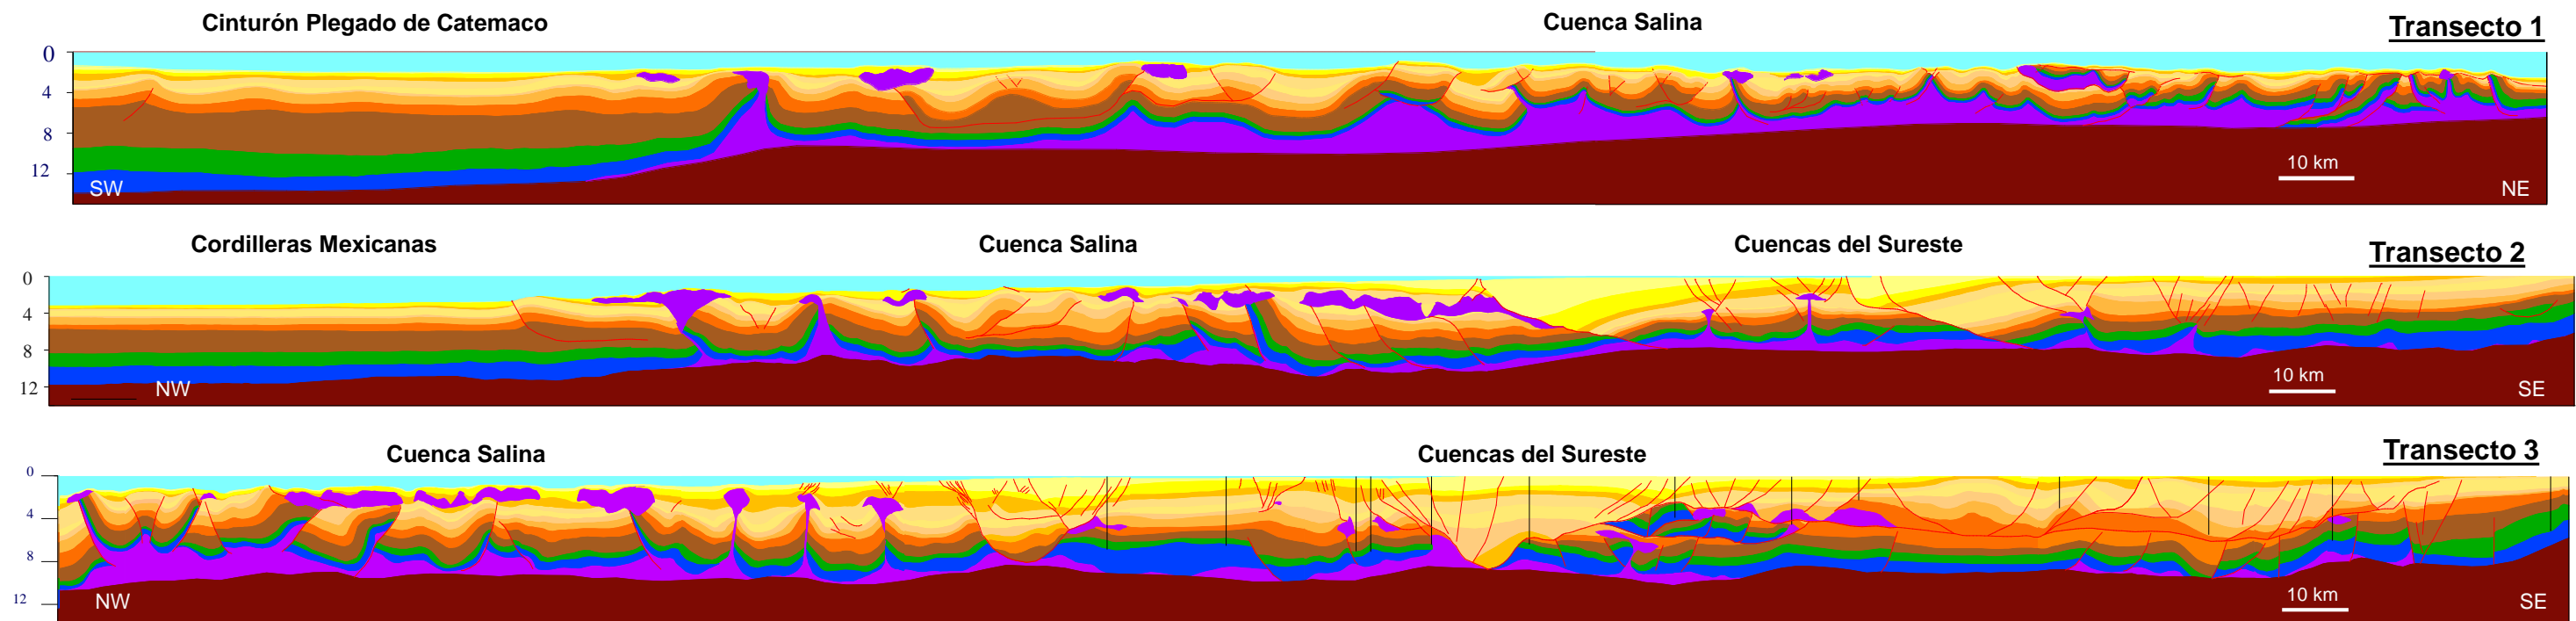 Cinturón Plegado de Catemaco
Cuenca Salina
Transecto 1
0
4
8
12
SW
10 km
NE
Cordilleras Mexicanas
Cuenca Salina
Cuencas del Sureste
Transecto 2
0
4
8
12
NW
10 km
SE
Cuenca Salina
Cuencas del Sureste
Transecto 3
0
4
8
12
NW
10 km
SE